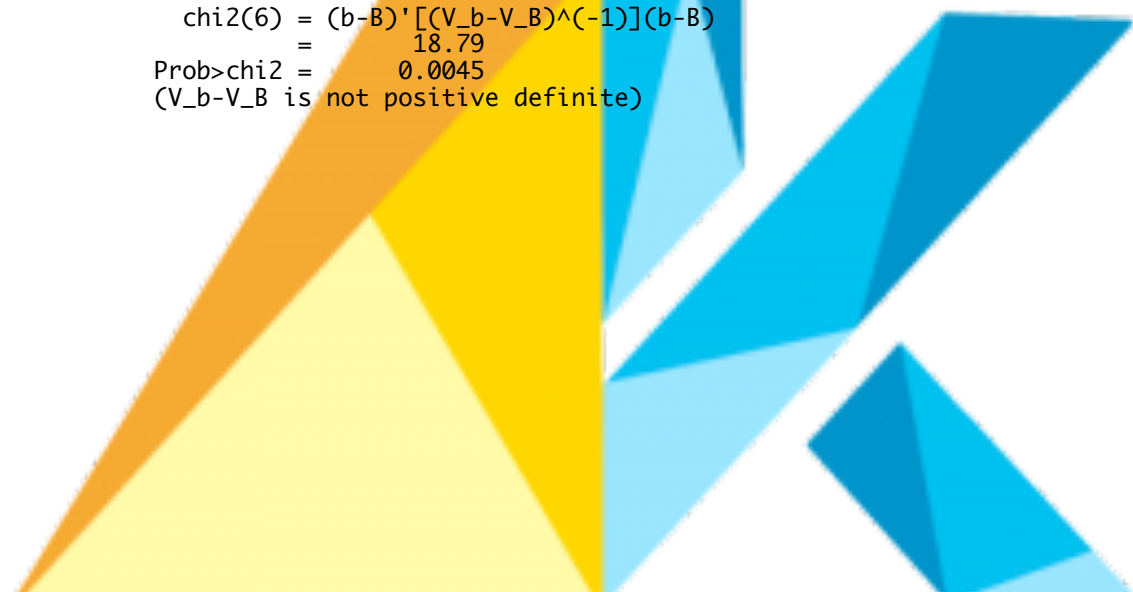 chi2(6) = (b-B)'[(V_b-V_B)^(-1)](b-B)
= 18.79
Prob>chi2 = 0.0045
(V_b-V_B is not positive definite)